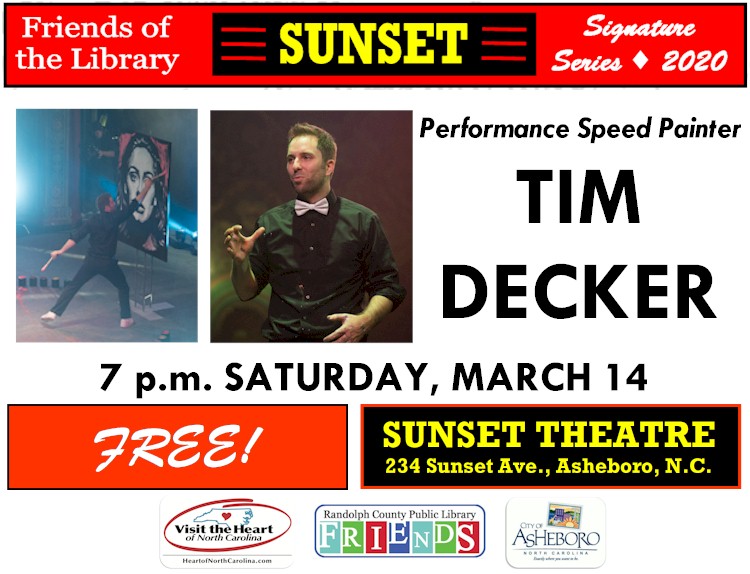 Friends of
the Library
SUNSET
Signature
Series ♦ 2020
Performance Speed Painter
TIM
DECKER
7 p.m. SATURDAY, MARCH 14
FREE!
SUNSET THEATRE
234 Sunset Ave., Asheboro, N.C.
Visit the Heart
of North Carolina
HeartofNorthCarolina.com
Randolph County Public Library
FRIENDS
CITY OF
ASHEBORO
NORTH CAROLINA